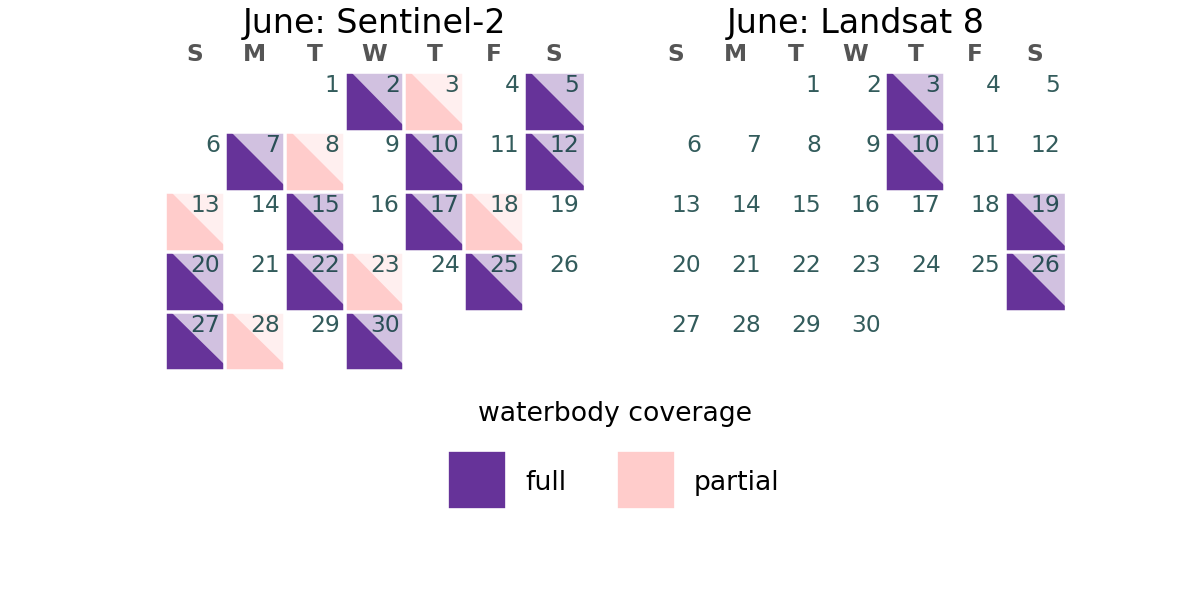 June: Sentinel-2
S M T W T F S
1 2 3 4 5
6 7 8 9 10 11 12
13 14 15 16 17 18 19
20 21 22 23 24 25 26
27 28 29 30
June: Landsat 8
S M T W T F S
1 2 3 4 5
6 7 8 9 10 11 12
13 14 15 16 17 18 19
20 21 22 23 24 25 26
27 28 29 30
waterbody coverage
full partial